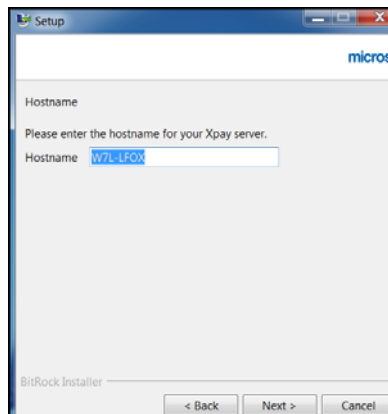 Setup
micros
Hostname
Please enter the hostname for your Xpay server.
Hostname W7L-LFOX
BitRock Installer
< Back Next > Cancel